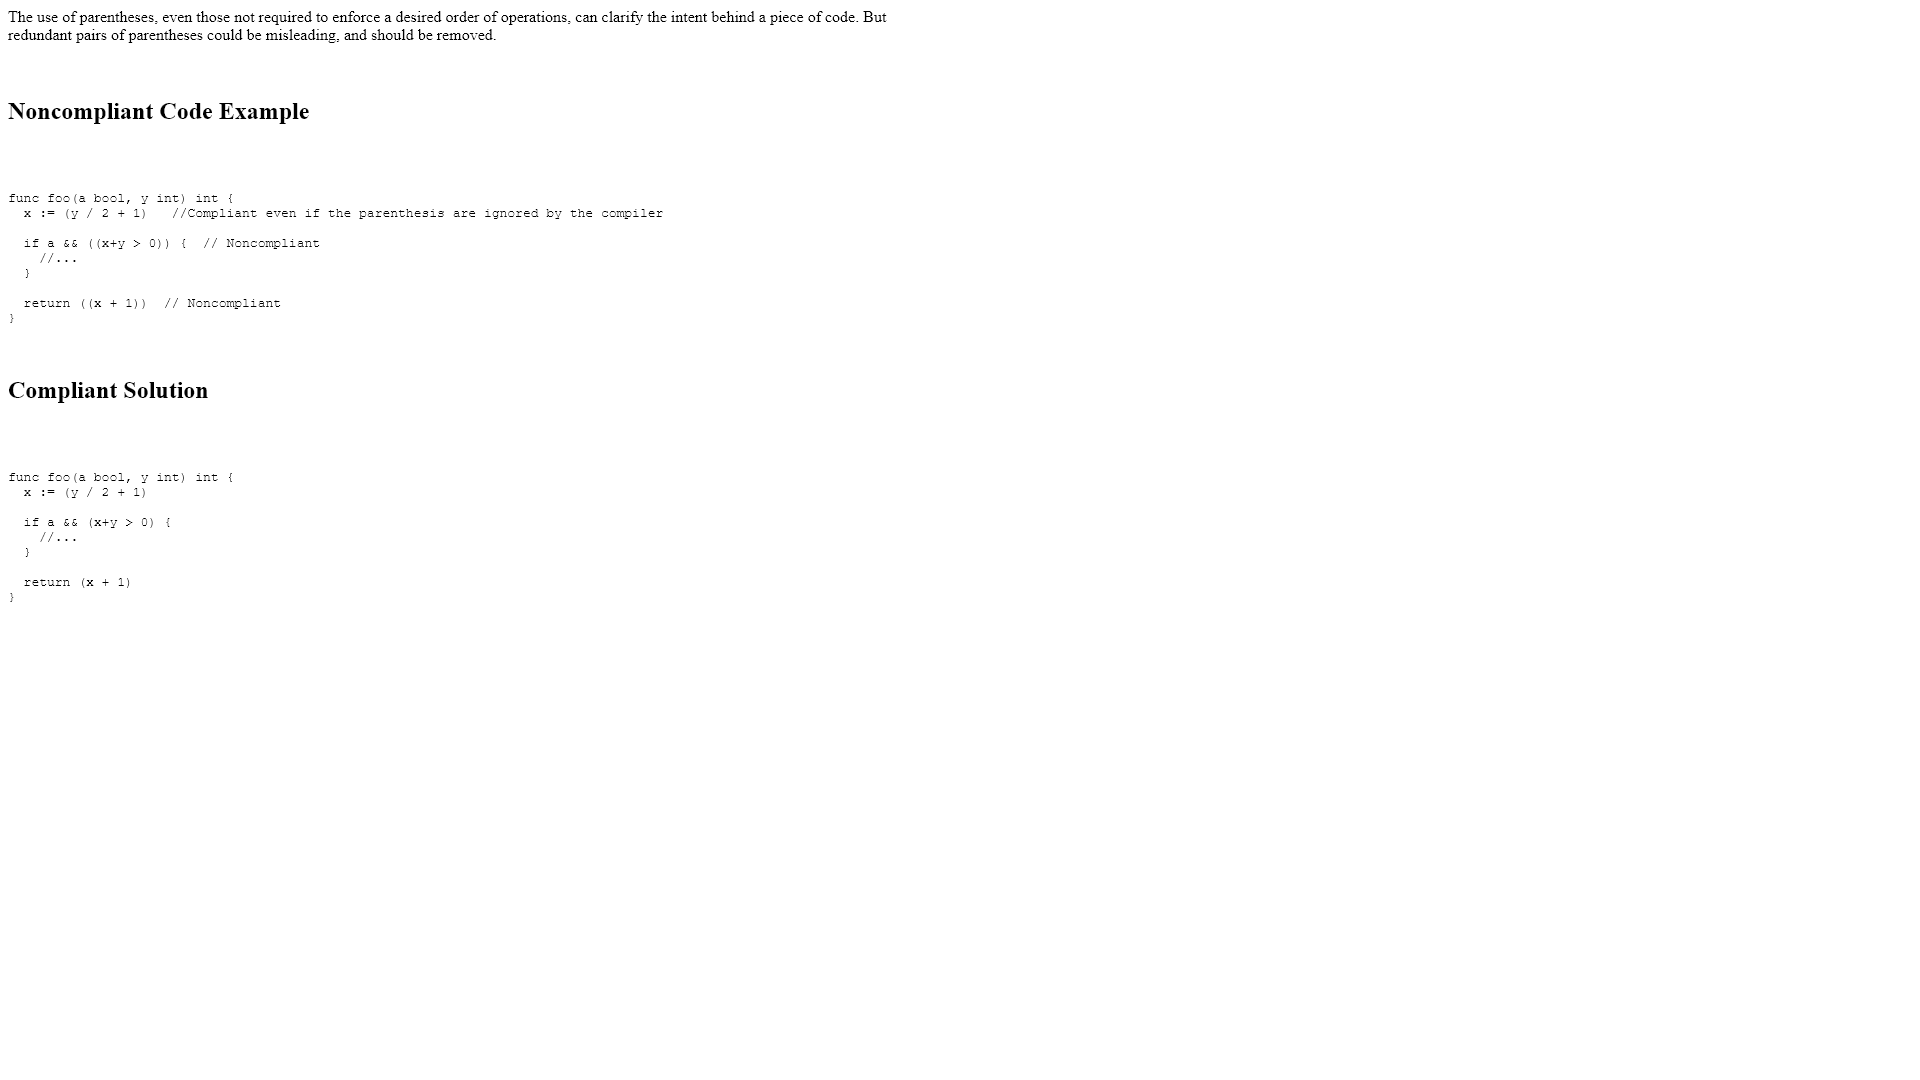 The use of parentheses, even those not required to enforce a desired order of operations, can clarify the intent behind a piece of code. But
redundant pairs of parentheses could be misleading, and should be removed.
Noncompliant Code Example
func foo(a bool, y int) int {
  x := (y / 2 + 1)   //Compliant even if the parenthesis are ignored by the compiler
  if a && ((x+y > 0)) {  // Noncompliant
    //...
  }
  return ((x + 1))  // Noncompliant
}
Compliant Solution
func foo(a bool, y int) int {
  x := (y / 2 + 1)
  if a && (x+y > 0) {
    //...
  }
  return (x + 1)
}